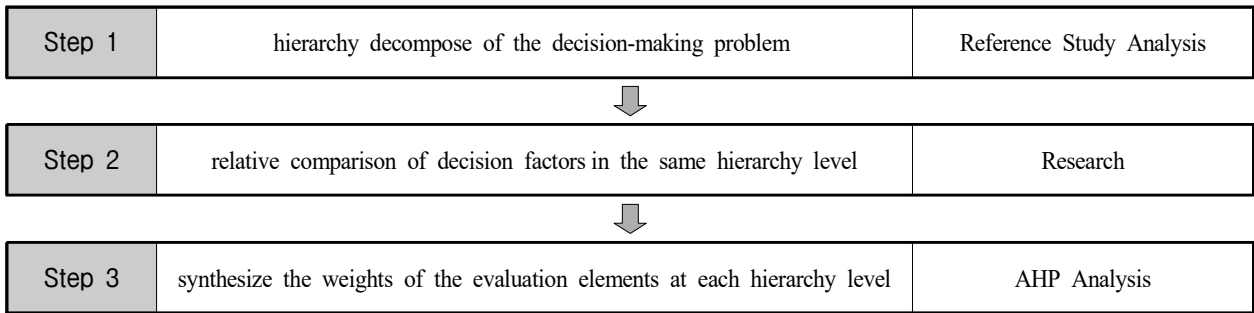 Step 1 hierarchy decompose of the decision-making problem Reference Study Analysis
Step 2 relative comparison of decision factors in the same hierarchy level Research
Step 3 synthesize the weights of the evaluation elements at each hierarchy level AHP Analysis